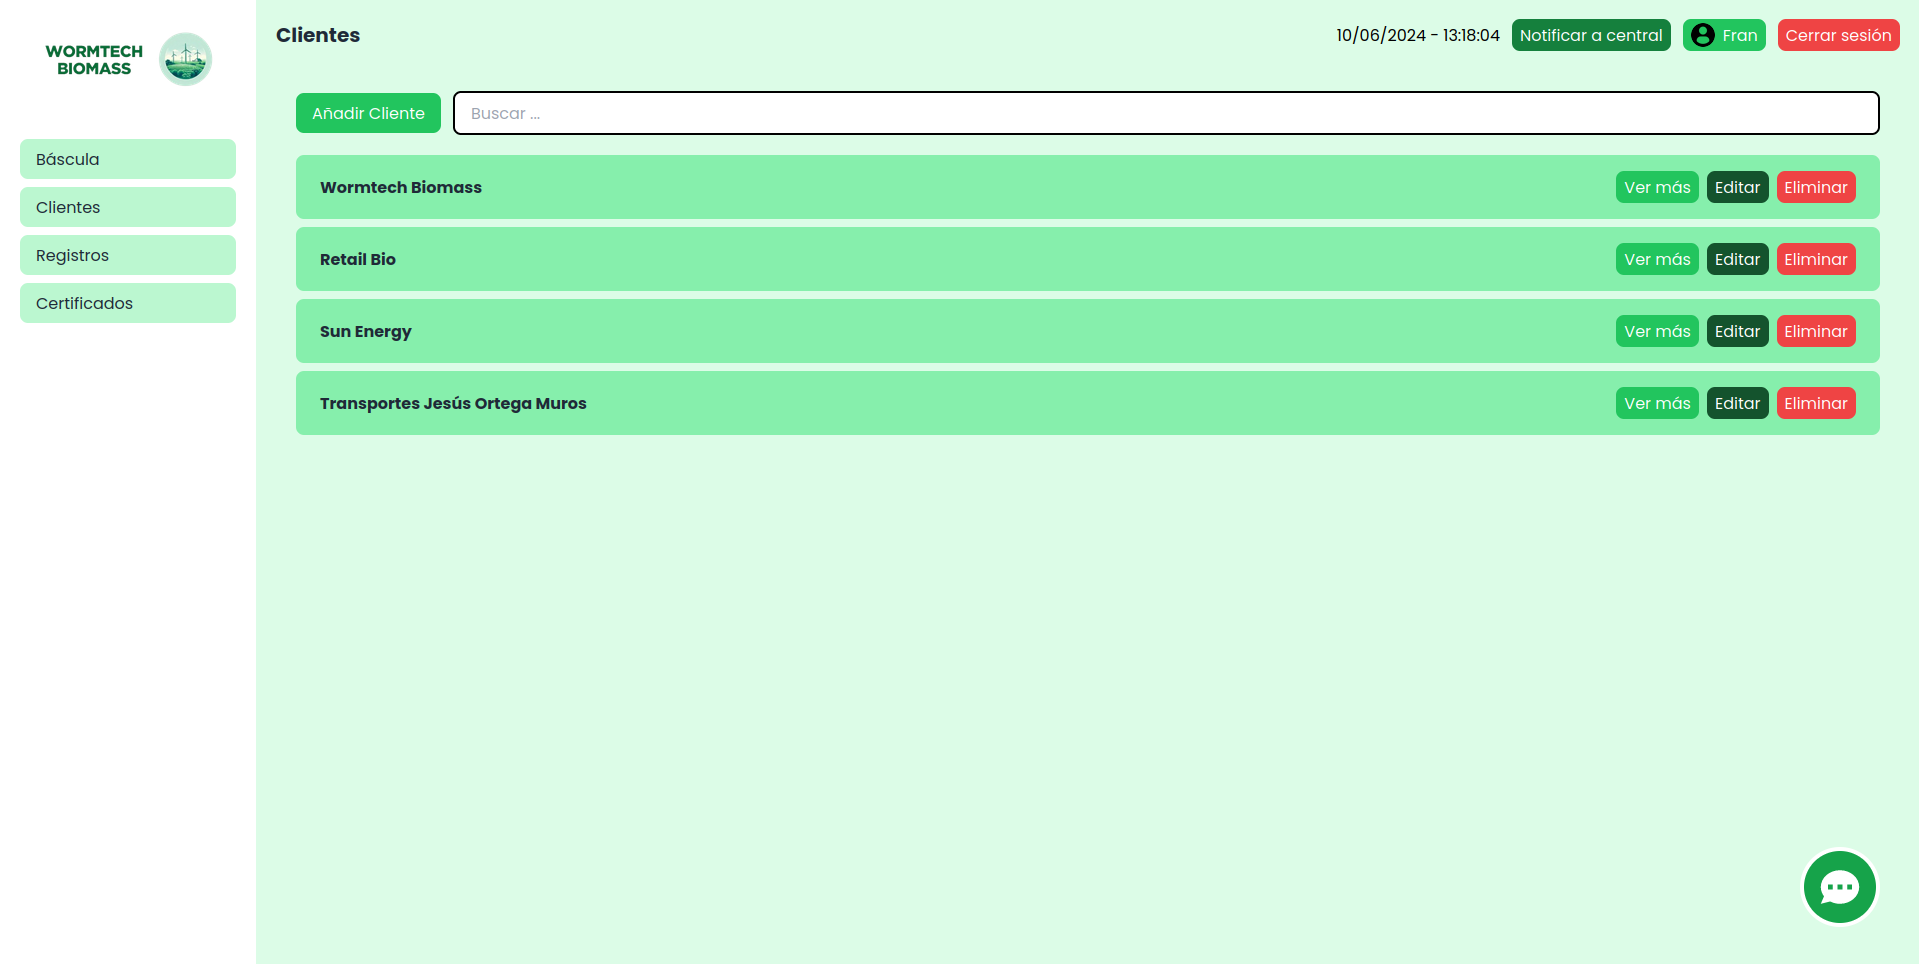 WORMTECH
BIOMASS
Báscula
Clientes
Registros
Certificados
Clientes
10/06/2024 - 13:18:04
Notificar a central
Fran
Cerrar sesión
Añadir Cliente
Buscar ...
Wormtech Biomass
Ver más
Editar
Eliminar
Retail Bio
Ver más
Editar
Eliminar
Sun Energy
Ver más
Editar
Eliminar
Transportes Jesús Ortega Muros
Ver más
Editar
Eliminar